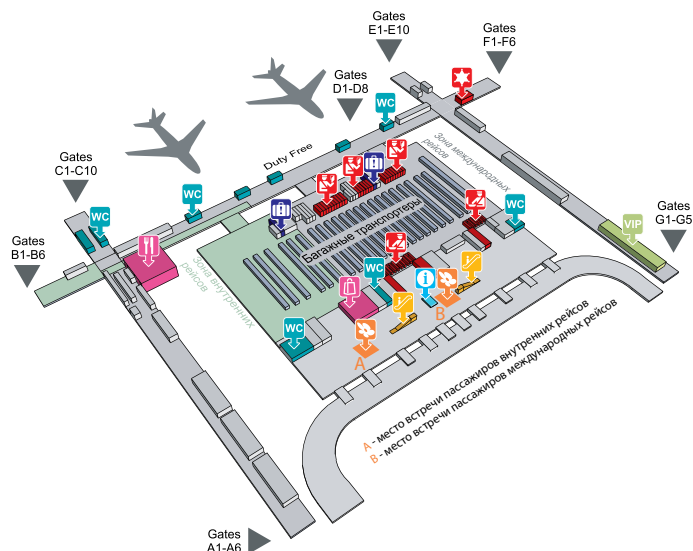 Gates
E1-E10
Gates
F1-F6
Gates
D1-D8
WC
Duty Free
Зона международных
рейсов
Gates
C1-C10
WC
WC
Gates
G1-G5
WC
VIP
Gates
B1-B6
Багажные транспортеры
Зона внутренних
рейсов
WC
i
B
WC
A
A - место встречи пассажиров внутренних рейсов
B - место встречи пассажиров международных рейсов
Gates
A1-A6